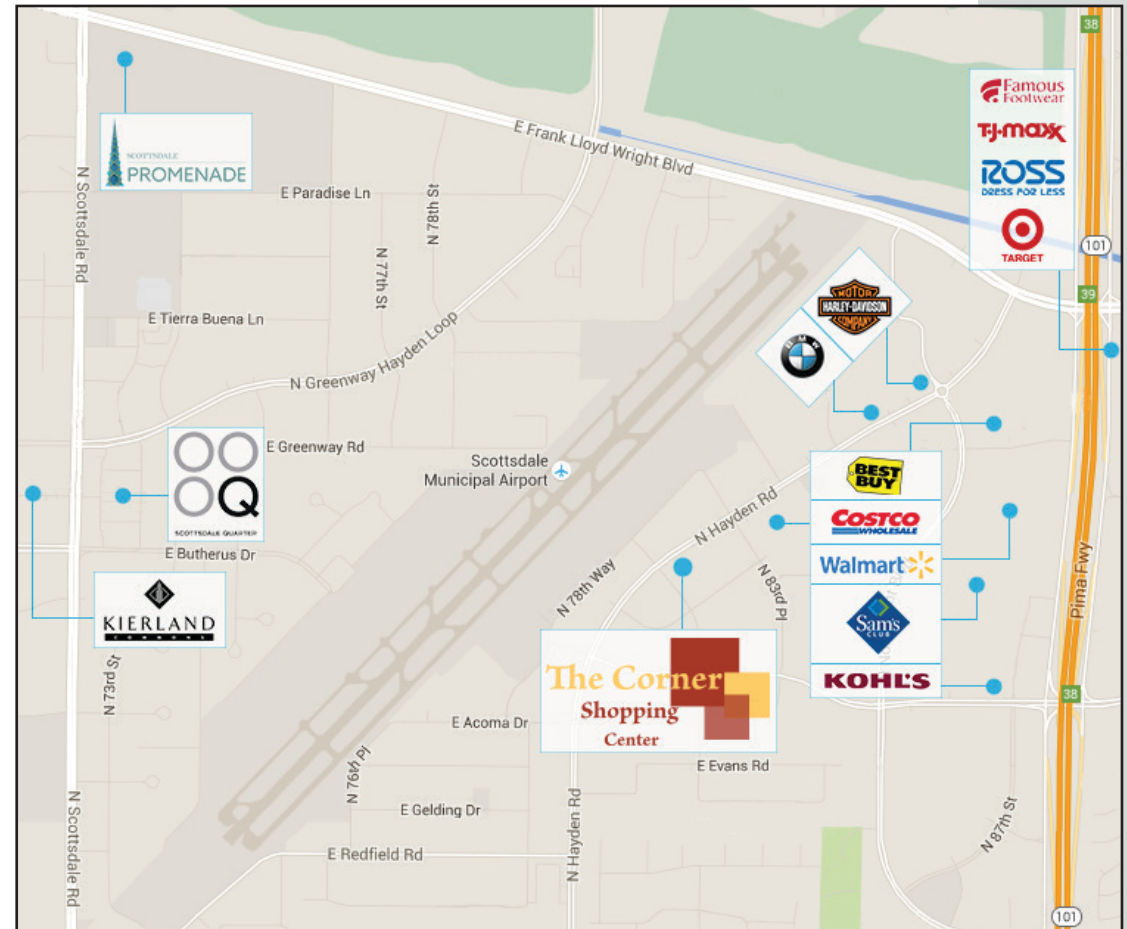 38
Famous
Footwear
T.J.maxx
ROSS
DRESS FOR LESS
TARGET
101
39
SCOTTSDALE
PROMENADE
N Scottsdale Rd
E Frank Lloyd Wright Blvd
E Paradise Ln
N 78th St
N 77th St
E Tierra Buena Ln
N Greenway Hayden Loop
MOTOR
HARLEY-DAVIDSON
COMPANY
BMW
E Greenway Rd
Q
SCOTTSDALE QUARTER
Scottsdale
Municipal Airport
E Butherus Dr
KIERLAND
COMMONS
BEST
BUY
COSTCO
WHOLESALE
Walmart
Sam's
CLUB
KOHL'S
N Hayden Rd
N 78th Way
N 83rd Pl
Pima Fwy
N 73rd St
The Corner
Shopping
Center
38
E Acoma Dr
E Evans Rd
N 76th Pl
E Gelding Dr
N Scottsdale Rd
N Hayden Rd
N 87th St
E Redfield Rd
101